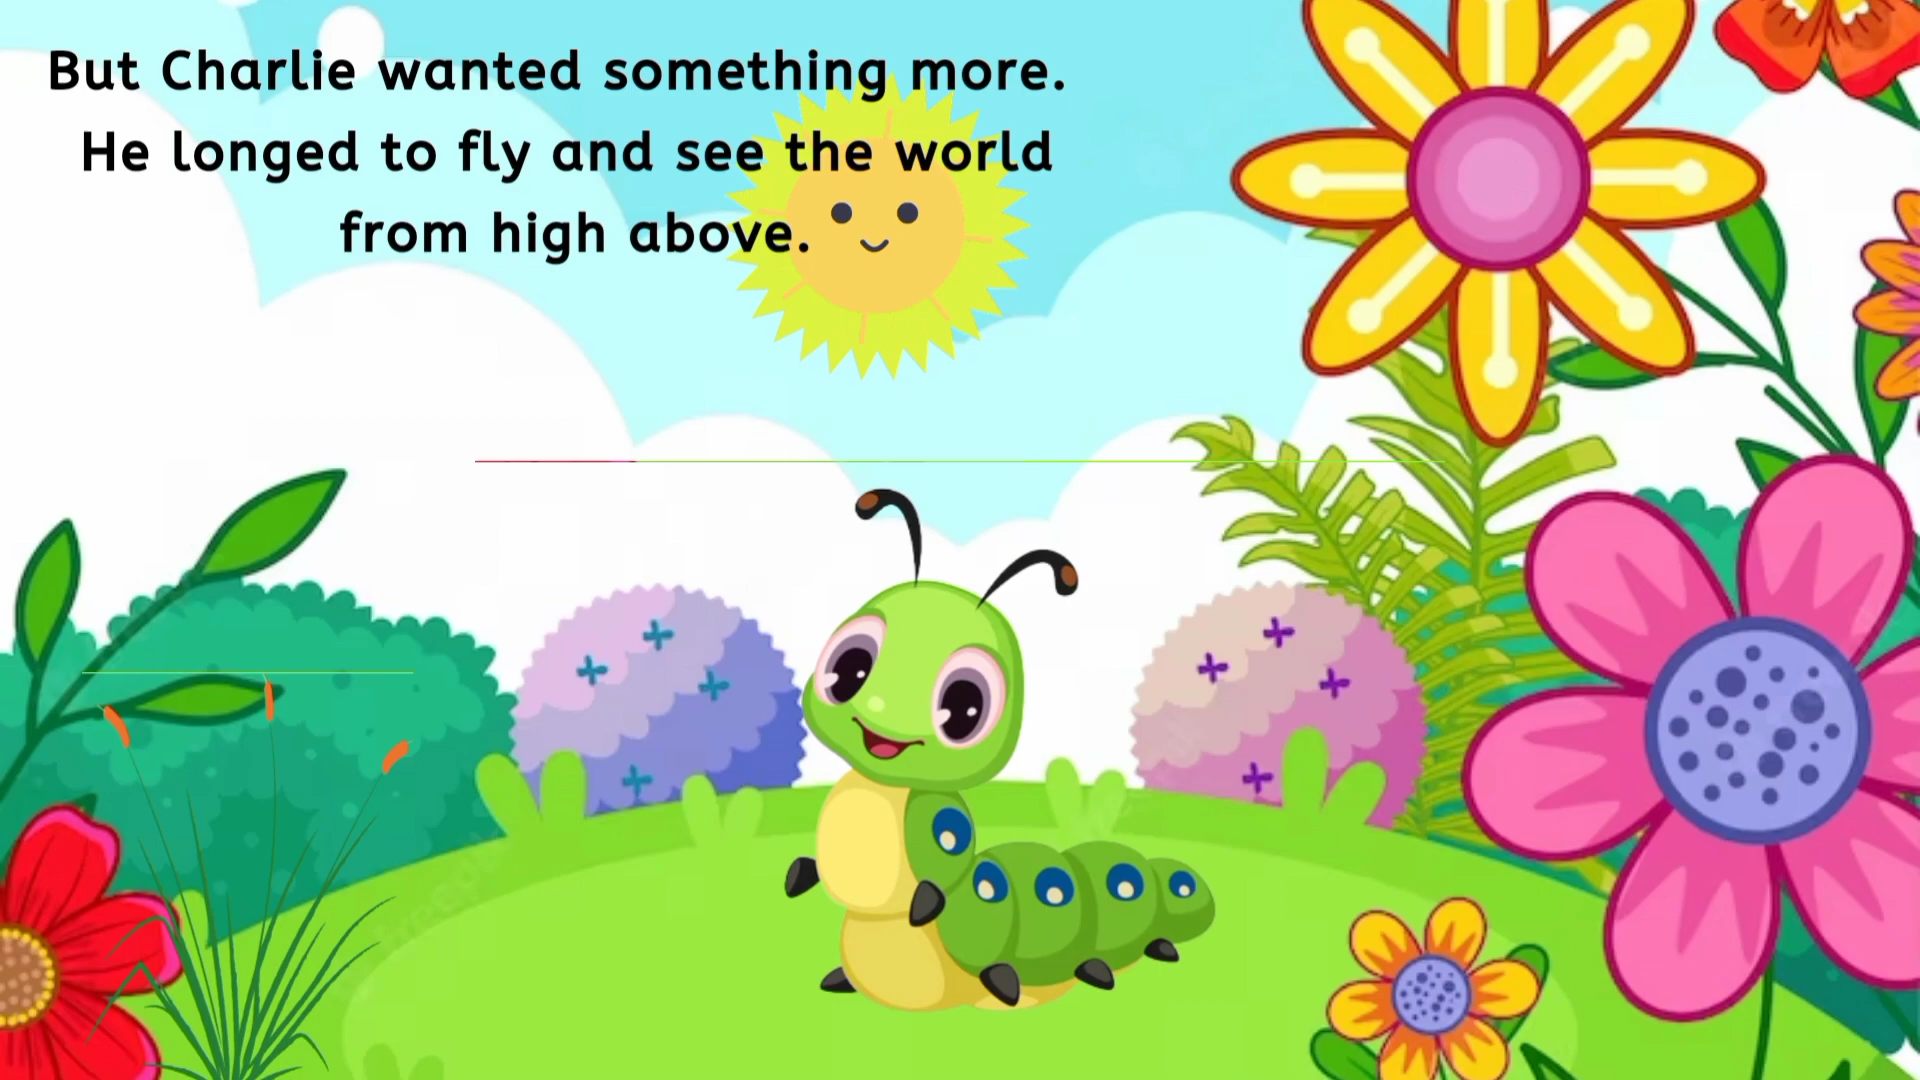 But Charlie wanted something more.
He longed to fly and see the world
from high above.